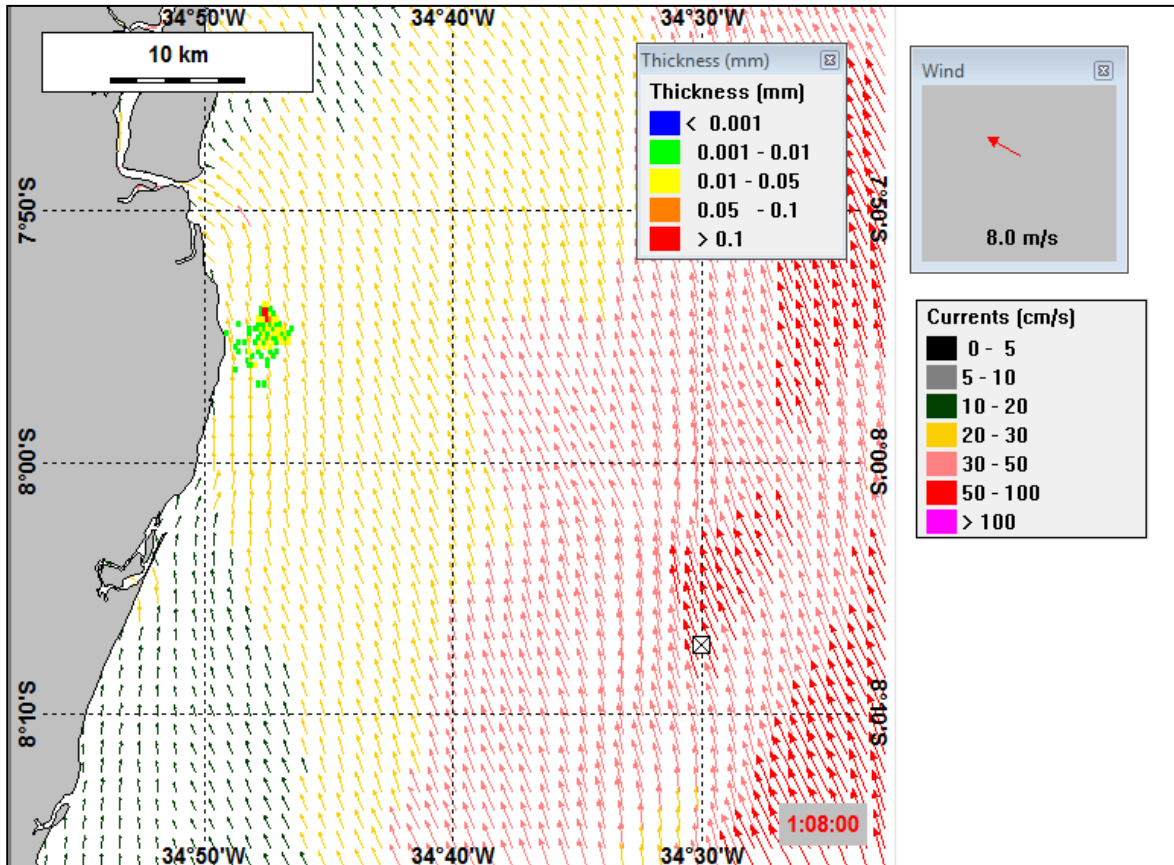 34°50'W 34°40'W 34°30'W
10 km
Thickness (mm)
Thickness (mm)
< 0.001
0.001 - 0.01
0.01 - 0.05
0.05 - 0.1
> 0.1
Wind
8.0 m/s
Currents (cm/s)
0 - 5
5 - 10
10 - 20
20 - 30
30 - 50
50 - 100
> 100
7°50'S 7°50'S
8°00'S 8°00'S
8°10'S 8°10'S
1:08:00
34°50'W 34°40'W 34°30'W